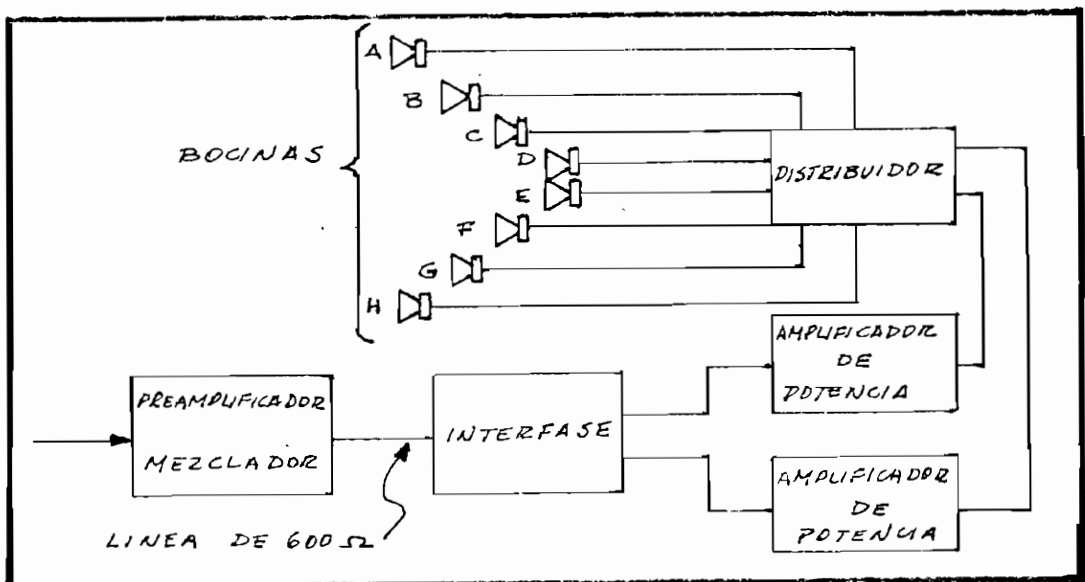 A
B
C
BOCINAS
D
DISTRIBUIDOR
E
F
G
H
AMPLIFICADOR
DE
POTENCIA
PREAMPLIFICADOR
MEZCLADOR
INTERFASE
AMPLIFICADOR
DE
POTENCIA
LINEA DE 600 Ω